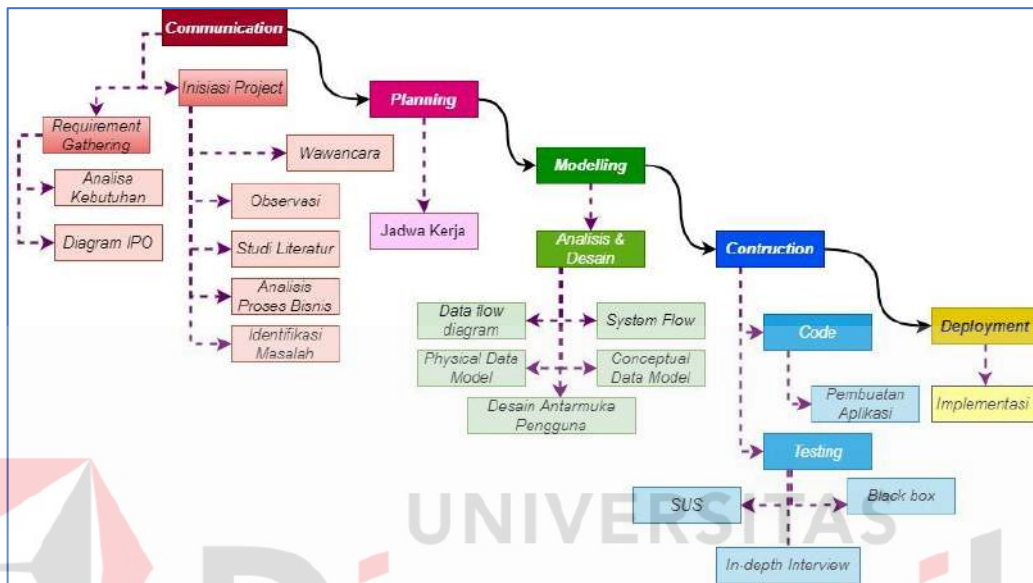 Communication
Inisiasi Project
Planning
Requirement
Gathering
Wawancara
Modelling
Analisa
Kebutuhan
Observasi
Jadwa Kerja
Analisis &
Desain
Diagram IPO
Studi Literatur
Contruction
Analisis
Proses Bisnis
Data flow
diagram
System Flow
Code
Deployment
Identifikasi
Masalah
Physical Data
Model
Conceptual
Data Model
Pembuatan
Aplikasi
Implementasi
Desain Antarmuka
Pengguna
Testing
SUS
Black box
In-depth Interview
UNIVERSITAS